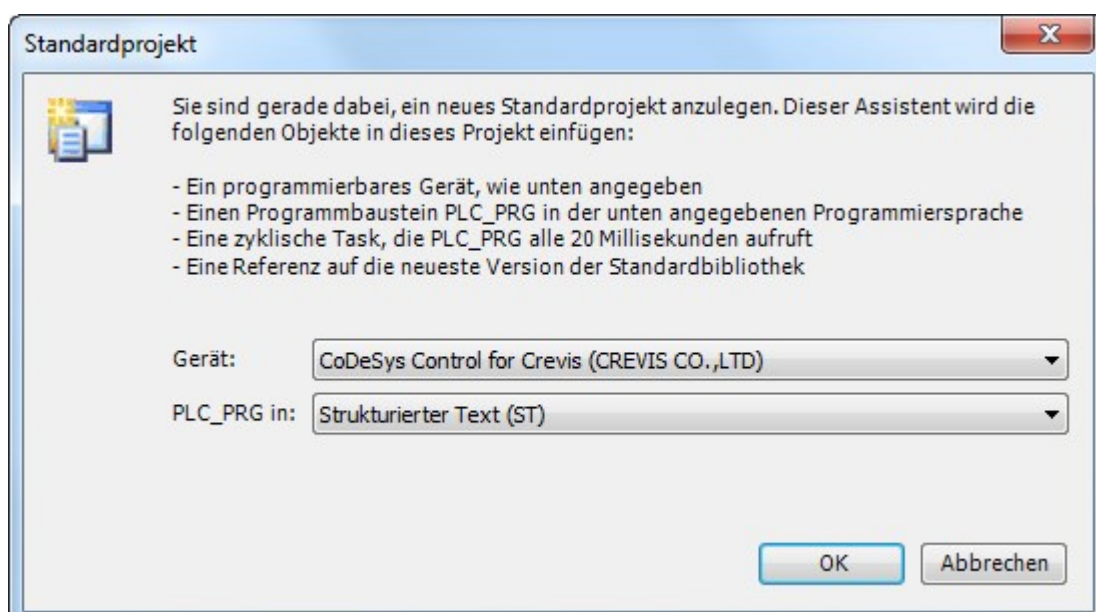 Standardprojekt
Sie sind gerade dabei, ein neues Standardprojekt anzulegen. Dieser Assistent wird die
folgenden Objekte in dieses Projekt einfügen:
- Ein programmierbares Gerät, wie unten angegeben
- Einen Programmbaustein PLC_PRG in der unten angegebenen Programmiersprache
- Eine zyklische Task, die PLC_PRG alle 20 Millisekunden aufruft
- Eine Referenz auf die neueste Version der Standardbibliothek
Gerät: CoDeSys Control for Crevis (CREVIS CO.,LTD)
PLC_PRG in: Strukturierter Text (ST)
OK Abbrechen